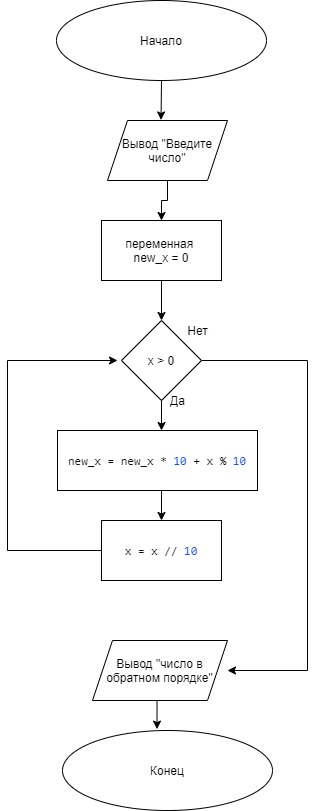 Начало
Вывод "Введите
число"
переменная
new_x = 0
x > 0
Нет
Да
new_x = new_x * 10 + x % 10
x = x // 10
Вывод "число в
обратном порядке"
Конец